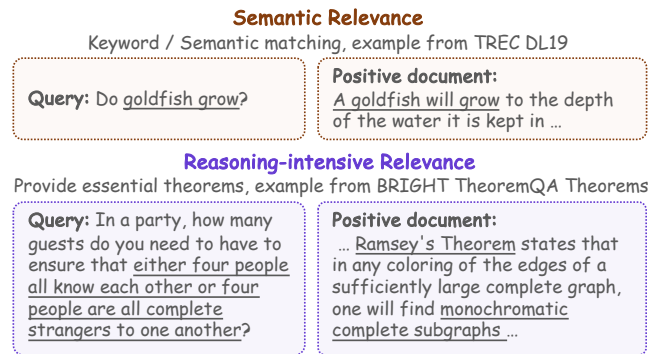 Semantic Relevance
Keyword / Semantic matching, example from TREC DL19
Query: Do goldfish grow?
Positive document:
A goldfish will grow to the depth
of the water it is kept in ...
Reasoning-intensive Relevance
Provide essential theorems, example from BRIGHT TheoremQA Theorems
Query: In a party, how many
guests do you need to have to
ensure that either four people
all know each other or four
people are all complete
strangers to one another?
Positive document:
... Ramsey's Theorem states that
in any coloring of the edges of a
sufficiently large complete graph,
one will find monochromatic
complete subgraphs ...